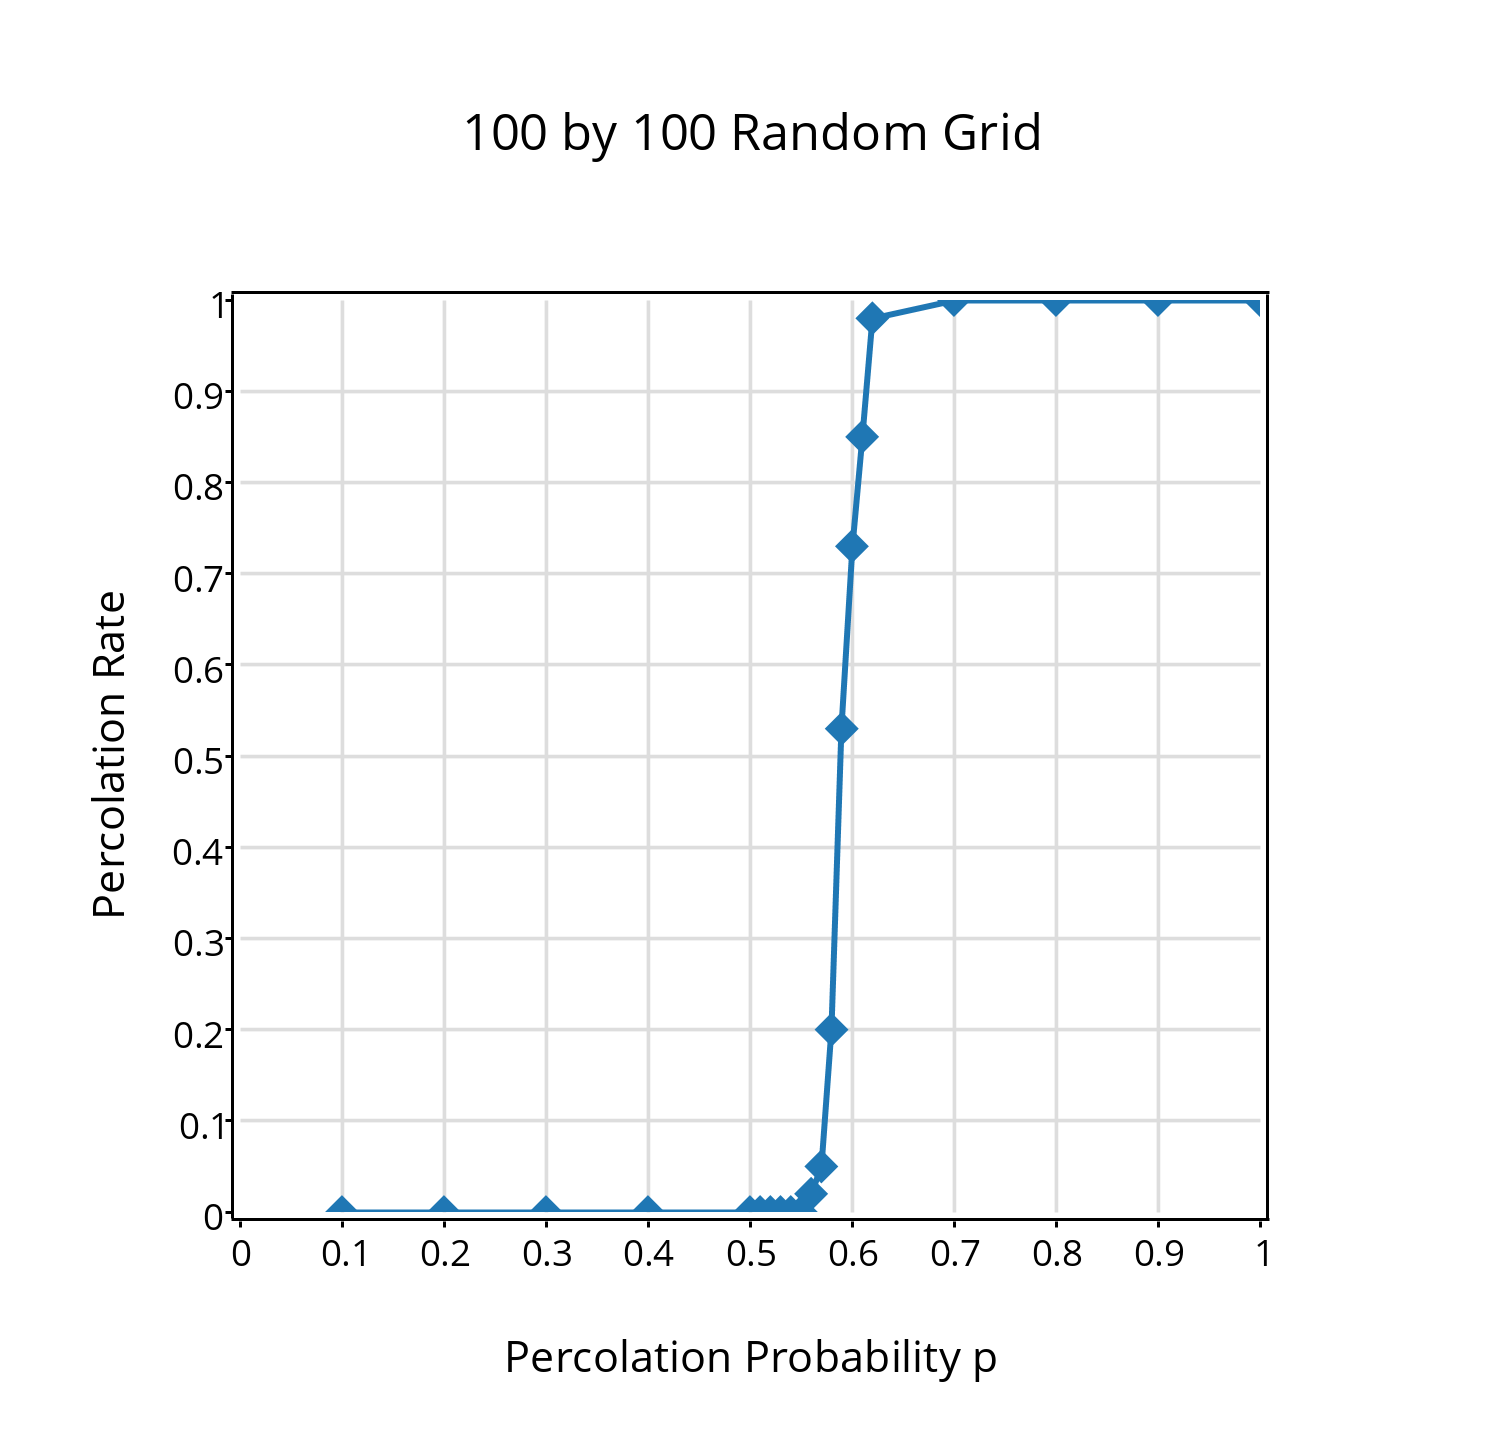 100 by 100 Random Grid
1
0.9
0.8
0.7
0.6
0.5
0.4
0.3
0.2
0.1
0
Percolation Rate
0 0.1 0.2 0.3 0.4 0.5 0.6 0.7 0.8 0.9 1
Percolation Probability p